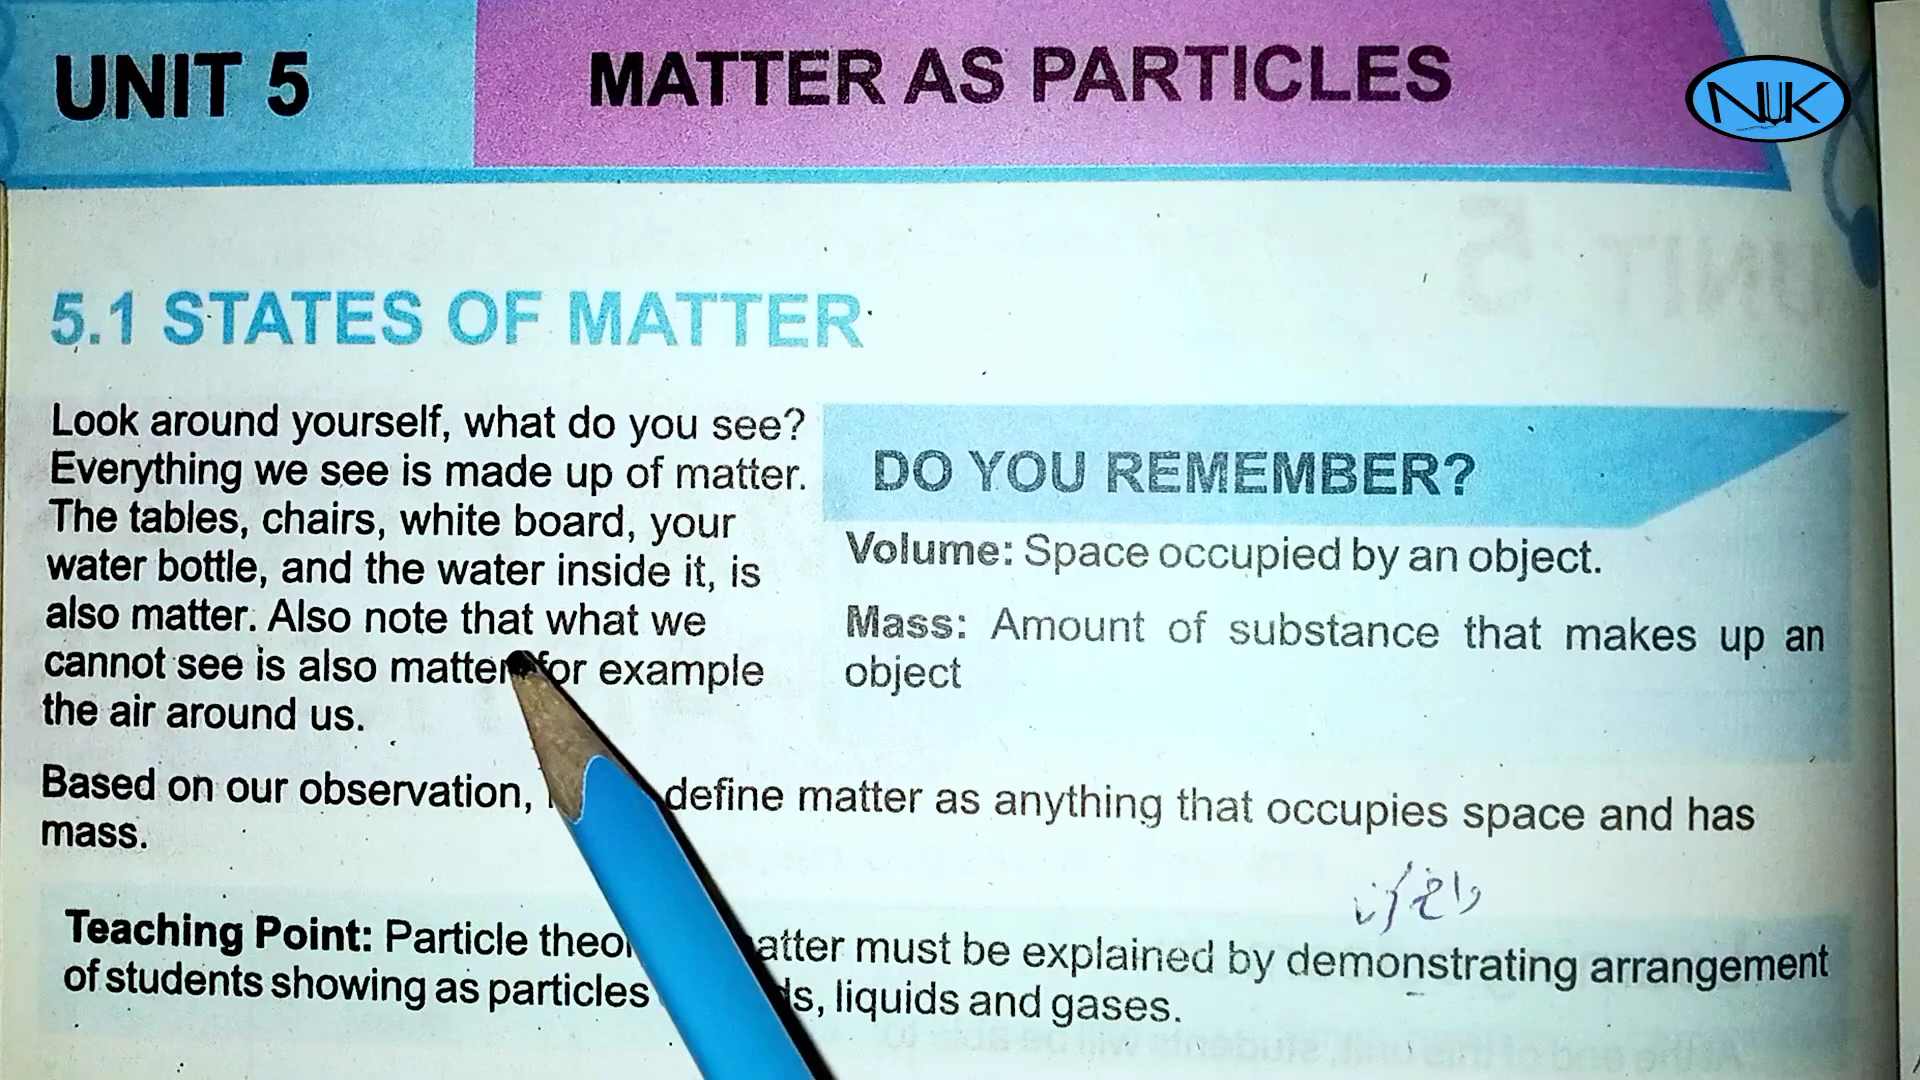 UNIT 5
MATTER AS PARTICLES
NUK
5.1 STATES OF MATTER
Look around yourself, what do you see?
Everything we see is made up of matter.
The tables, chairs, white board, your
water bottle, and the water inside it, is
also matter. Also note that what we
cannot see is also matter for example
the air around us.
DO YOU REMEMBER?
Volume: Space occupied by an object.
Mass: Amount of substance that makes up an
object
Based on our observation, define matter as anything that occupies space and has
mass.
Teaching Point: Particle matter must be explained by demonstrating arrangement
of students showing as particles liquids and gases.